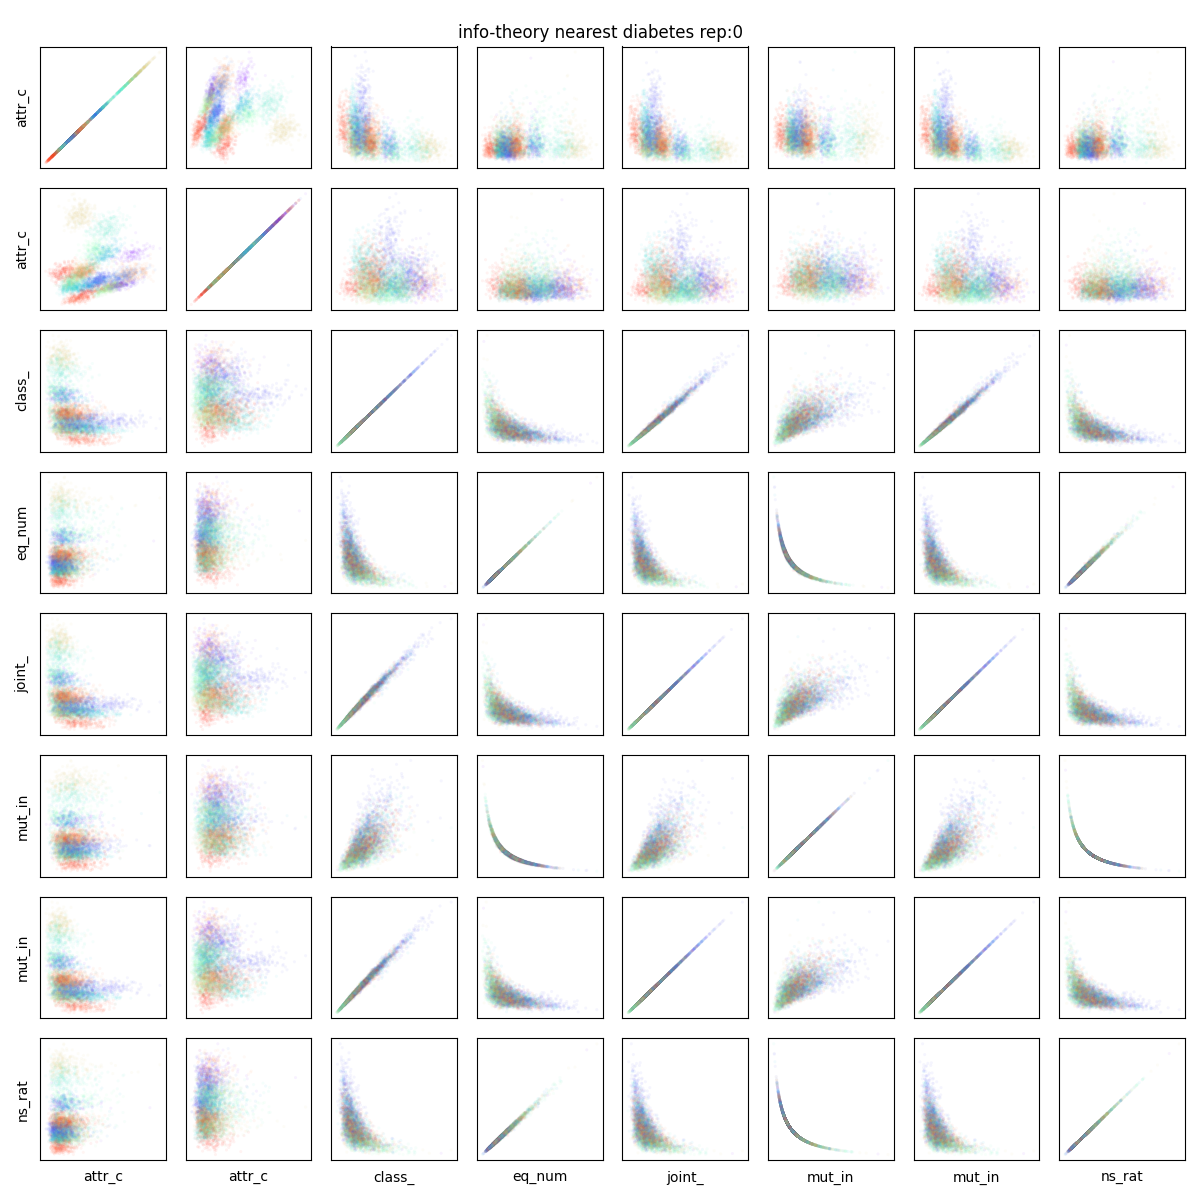 info-theory nearest diabetes rep:0
attr_c
attr_c
class_
eq_num
joint_
mut_in
mut_in
ns_rat
attr_c attr_c class_ eq_num joint_ mut_in mut_in ns_rat